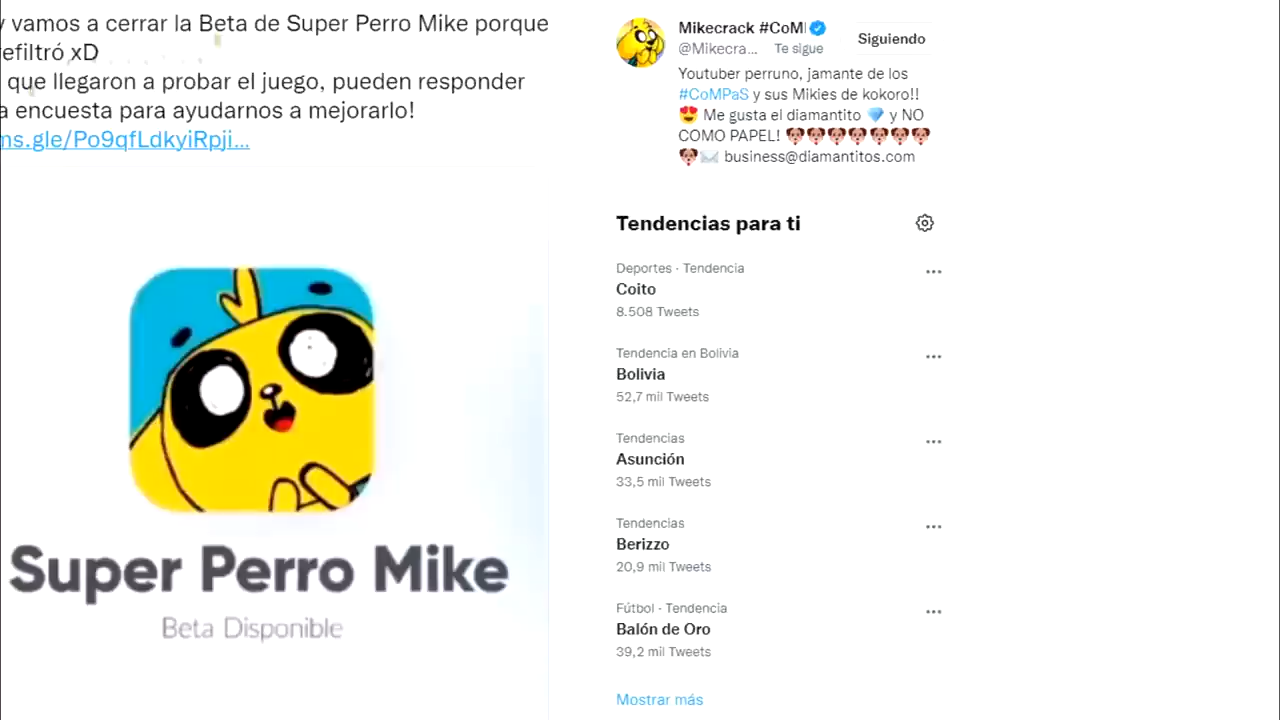 y vamos a cerrar la Beta de Super Perro Mike porque
efiltró xD
que llegaron a probar el juego, pueden responder
a encuesta para ayudarnos a mejorarlo!
ns.gle/Po9qfLdkyiRpji...
Super Perro Mike
Beta Disponible
Mikecrack #CoM
@Mikecra... Te sigue
Siguiendo
Youtuber perruno, jamante de los
#CoMPaS y sus Mikies de kokoro!!
😍 Me gusta el diamantito 💎 y NO
COMO PAPEL! 🐶🐶🐶🐶🐶🐶🐶
🐶✉️ business@diamantitos.com
Tendencias para ti
Deportes · Tendencia
Coito
8.508 Tweets
Tendencia en Bolivia
Bolivia
52,7 mil Tweets
Tendencias
Asunción
33,5 mil Tweets
Tendencias
Berizzo
20,9 mil Tweets
Fútbol · Tendencia
Balón de Oro
39,2 mil Tweets
Mostrar más